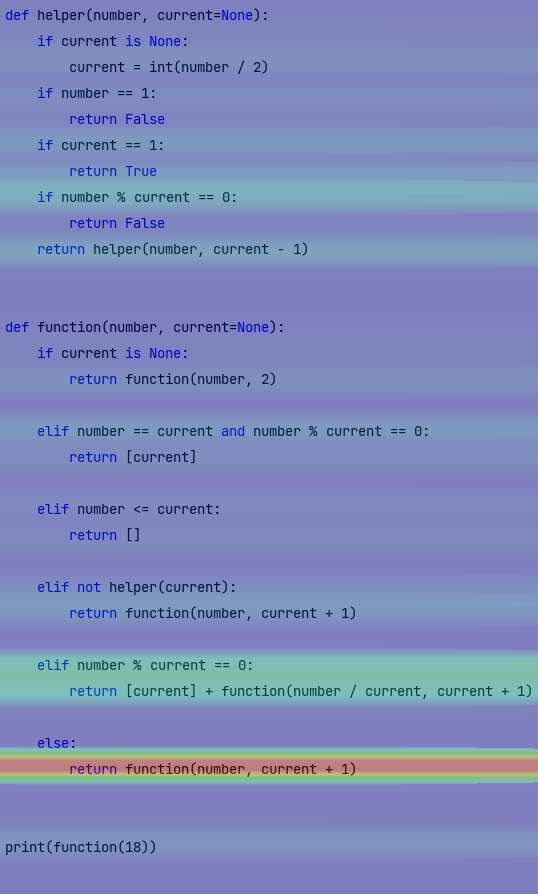 def helper(number, current=None):
    if current is None:
        current = int(number / 2)
    if number == 1:
        return False
    if current == 1:
        return True
    if number % current == 0:
        return False
    return helper(number, current - 1)
def function(number, current=None):
    if current is None:
        return function(number, 2)
    elif number == current and number % current == 0:
        return [current]
    elif number <= current:
        return []
    elif not helper(current):
        return function(number, current + 1)
    elif number % current == 0:
        return [current] + function(number / current, current + 1)
    else:
        return function(number, current + 1)
print(function(18))